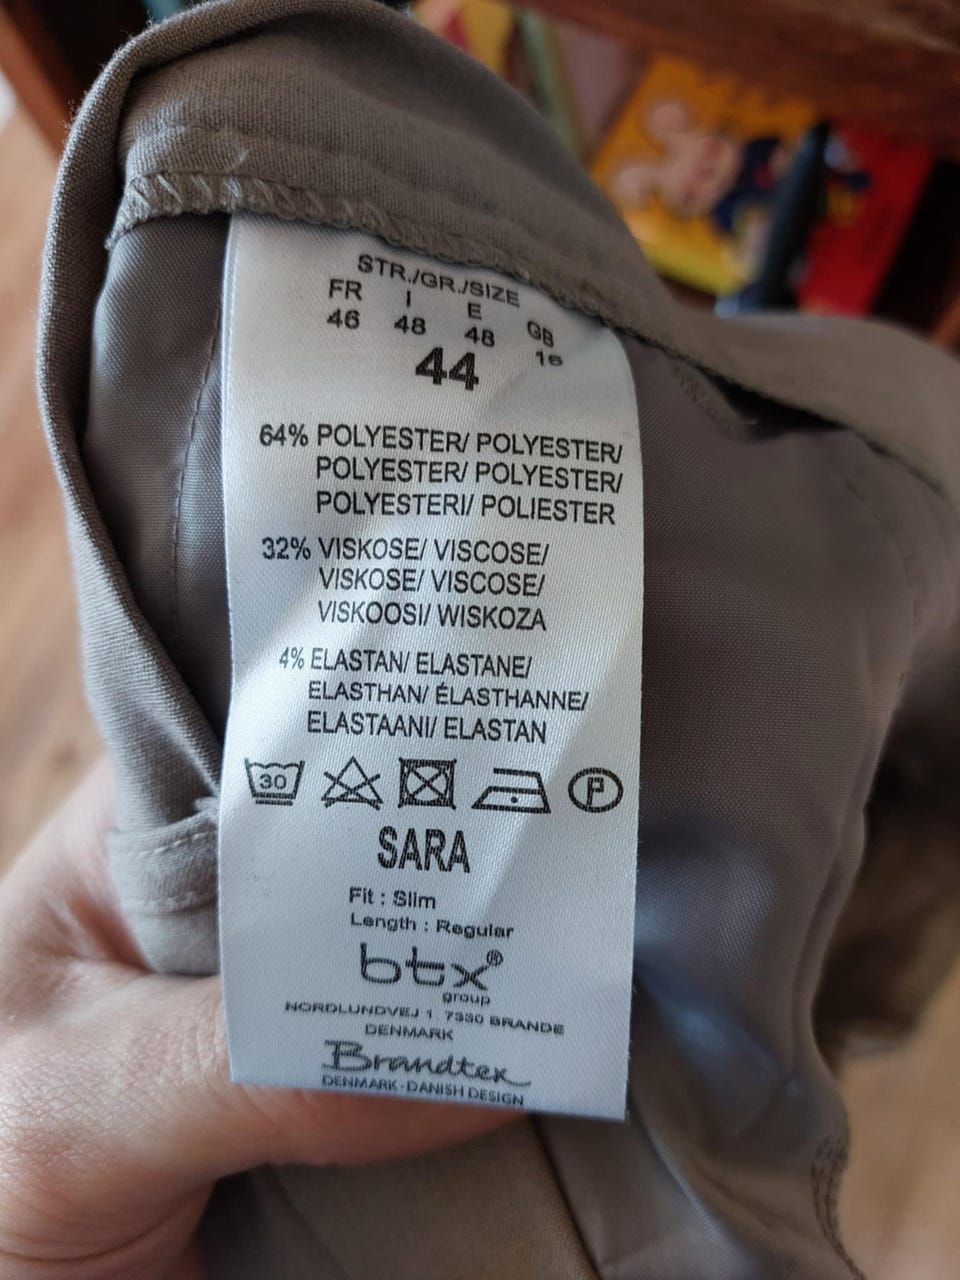 STR./GR./SIZE
FR I E GB
46 48 48 16
44
64% POLYESTER/ POLYESTER/
POLYESTER/ POLYESTER/
POLYESTERI/ POLIESTER
32% VISKOSE/ VISCOSE/
VISKOSE/ VISCOSE/
VISKOOSI/ WISKOZA
4% ELASTAN/ ELASTANE/
ELASTHAN/ ÉLASTHANNE/
ELASTAANI/ ELASTAN
30 P
SARA
Fit : Slim
Length : Regular
btx®
group
NORDLUNDVEJ 1, 7330 BRANDE
DENMARK
Brandtex
DENMARK - DANISH DESIGN